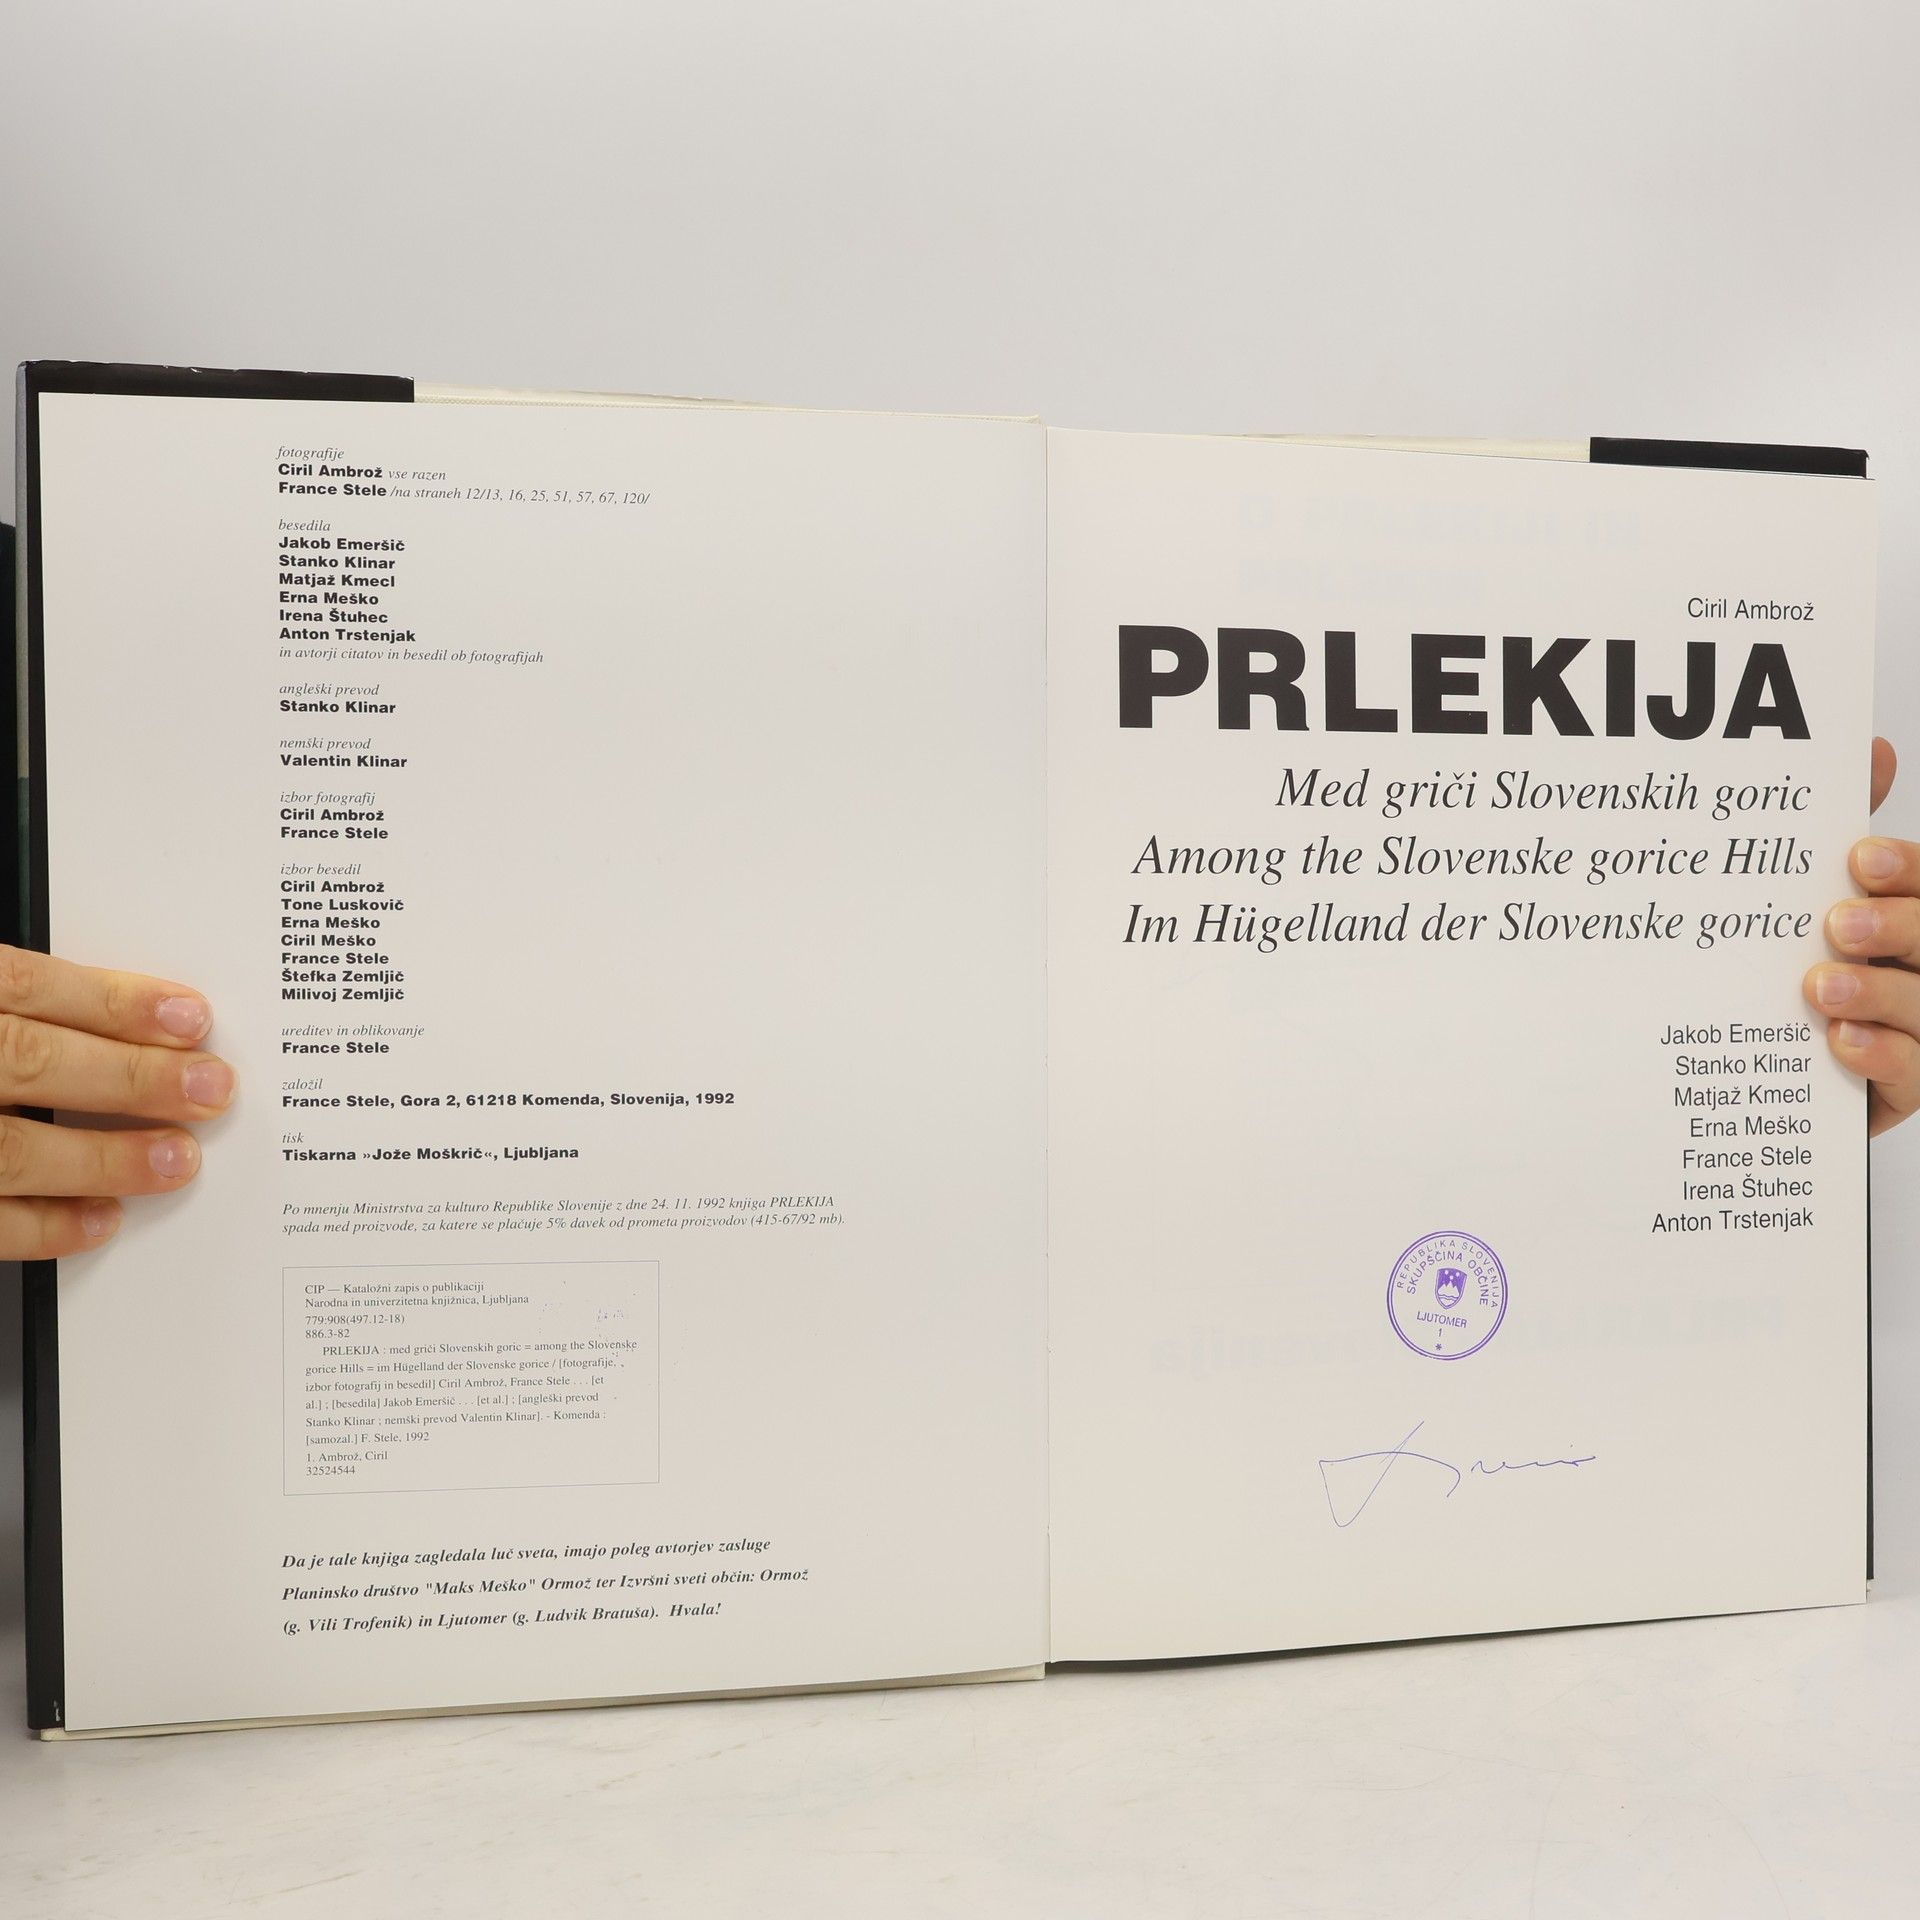 fotografije
Ciril Ambrož vse razen
France Stele /na straneh 12/13, 16, 25, 51, 57, 67, 120/
besedila
Jakob Emeršič
Stanko Klinar
Matjaž Kmecl
Erna Meško
Irena Štuhec
Anton Trstenjak
in avtorji citatov in besedil ob fotografijah
angleški prevod
Stanko Klinar
nemški prevod
Valentin Klinar
izbor fotografij
Ciril Ambrož
France Stele
izbor besedil
Ciril Ambrož
Tone Luskovič
Erna Meško
Ciril Meško
France Stele
Štefka Zemljič
Milivoj Zemljič
ureditev in oblikovanje
France Stele
založil
France Stele, Gora 2, 61218 Komenda, Slovenija, 1992
tisk
Tiskarna »Jože Moškrič«, Ljubljana
Po mnenju Ministrstva za kulturo Republike Slovenije z dne 24. 11. 1992 knjiga PRLEKIJA
spada med proizvode, za katere se plačuje 5% davek od prometa proizvodov (415-67/92 mb).
CIP — Kataložni zapis o publikaciji
Narodna in univerzitetna knjižnica, Ljubljana
779:908(497.12-18)
886.3-82
PRLEKIJA : med griči Slovenskih goric = among the Slovenske
gorice Hills = im Hügelland der Slovenske gorice / [fotografije,
izbor fotografij in besedil] Ciril Ambrož, France Stele . . . [et
al.] ; [besedila] Jakob Emeršič . . . [et al.] ; [angleški prevod
Stanko Klinar ; nemški prevod Valentin Klinar]. - Komenda :
[samozal.] F. Stele, 1992
1. Ambrož, Ciril
32524544
Da je tale knjiga zagledala luč sveta, imajo poleg avtorjev zasluge
Planinsko društvo "Maks Meško" Ormož ter Izvršni sveti občin: Ormož
(g. Vili Trofenik) in Ljutomer (g. Ludvik Bratuša). Hvala!
Ciril Ambrož
PRLEKIJA
Med griči Slovenskih goric
Among the Slovenske gorice Hills
Im Hügelland der Slovenske gorice
Jakob Emeršič
Stanko Klinar
Matjaž Kmecl
Erna Meško
France Stele
Irena Štuhec
Anton Trstenjak
REPUBLIKA SLOVENIJA
SKUPŠČINA OBČINE
LJUTOMER
1
*